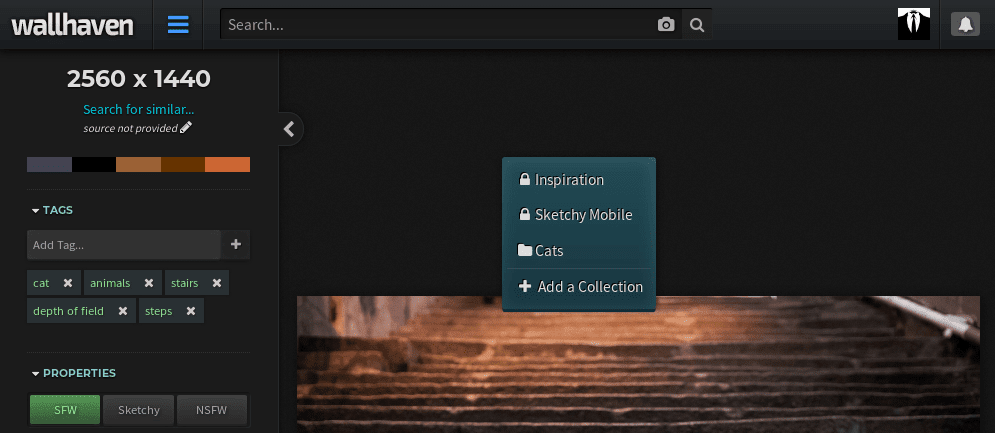 wallhaven
Search...
2560 x 1440
Search for similar...
source not provided
TAGS
Add Tag...
cat
animals
stairs
depth of field
steps
PROPERTIES
SFW
Sketchy
NSFW
Inspiration
Sketchy Mobile
Cats
Add a Collection